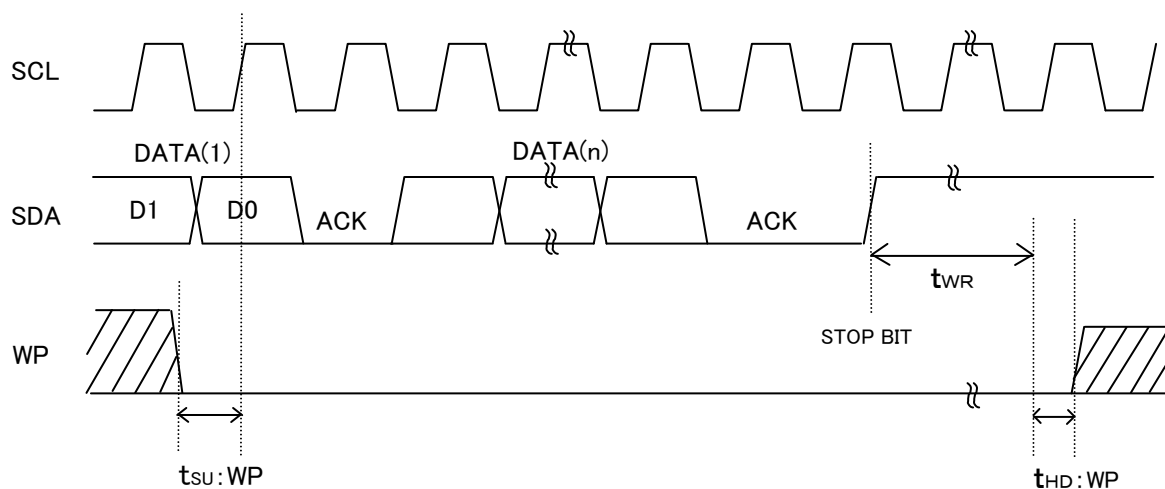 SCL
DATA(1)
DATA(n)
SDA
D1
D0
ACK
ACK
tWR
WP
STOP BIT
tSU:WP
tHD:WP